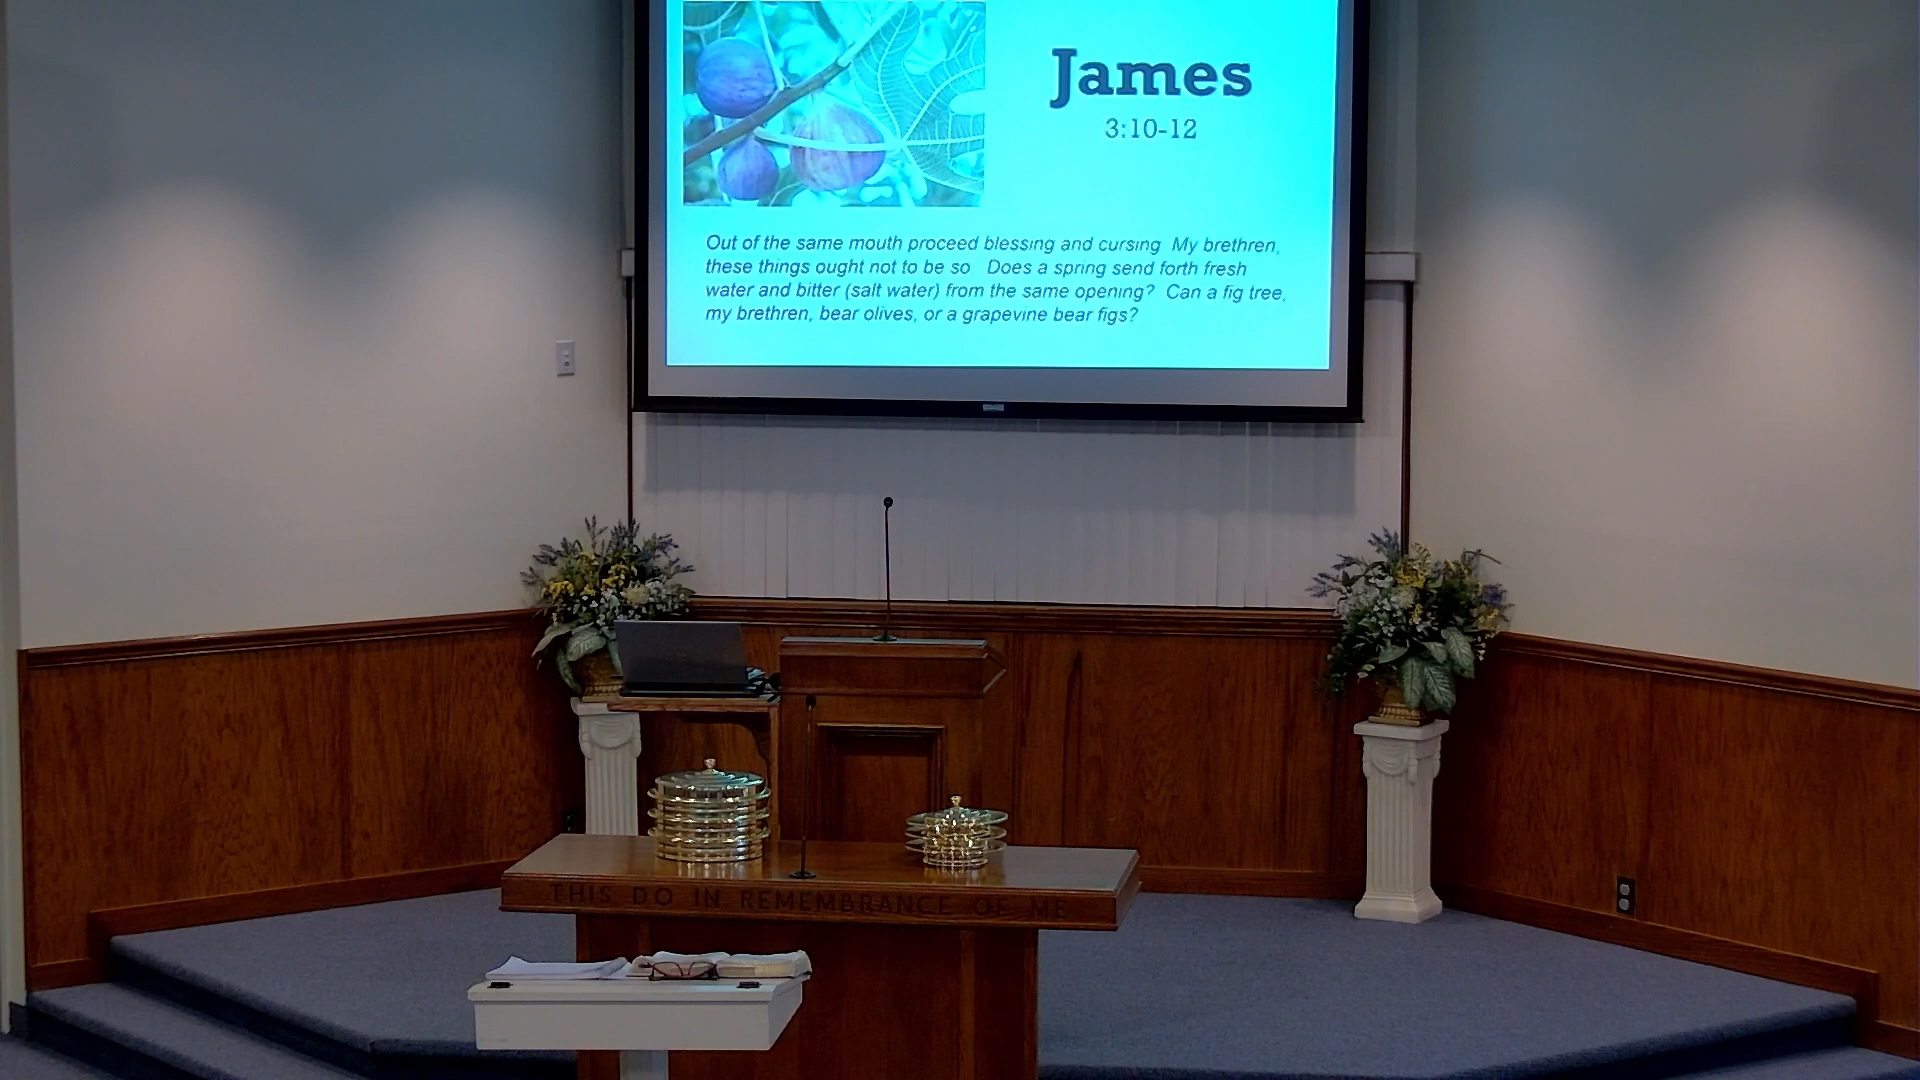 James
3:10-12
Out of the same mouth proceed blessing and cursing  My brethren,
these things ought not to be so   Does a spring send forth fresh
water and bitter (salt water) from the same opening?  Can a fig tree,
my brethren, bear olives, or a grapevine bear figs?
THIS DO IN REMEMBRANCE OF ME